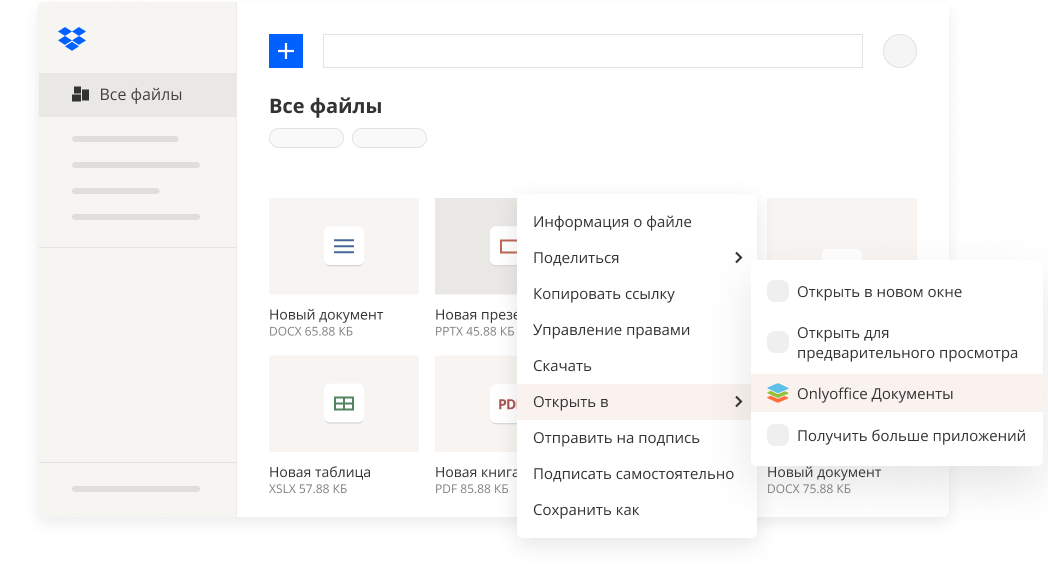 Все файлы
Все файлы
Новый документ
DOCX 65.88 КБ
Новая през
PPTX 45.88 КБ
Новая таблица
XSLX 57.88 КБ
PD
Новая книга
PDF 85.88 КБ
Новый документ
DOCX 75.88 КБ
Информация о файле
Поделиться
Копировать ссылку
Управление правами
Скачать
Открыть в
Отправить на подпись
Подписать самостоятельно
Сохранить как
Открыть в новом окне
Открыть для
предварительного просмотра
Onlyoffice Документы
Получить больше приложений